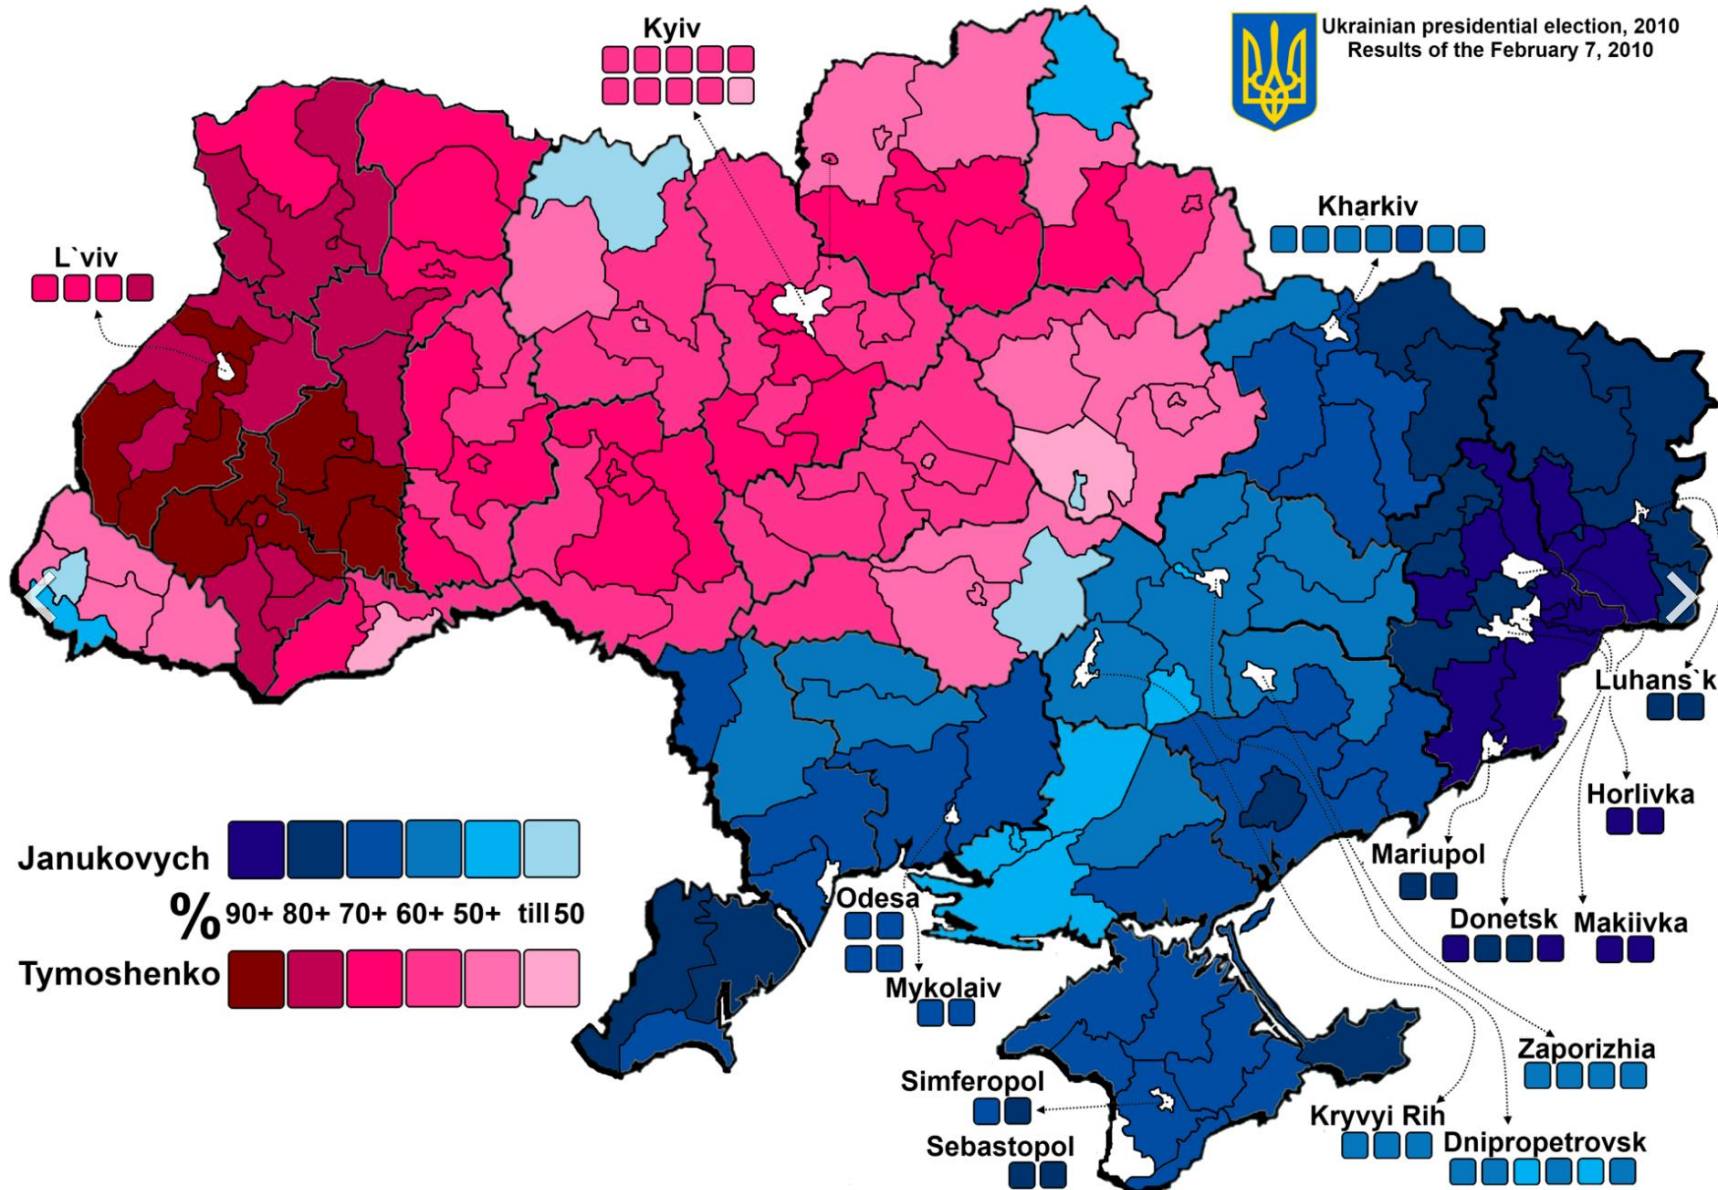 Ukrainian presidential election, 2010
Results of the February 7, 2010
Kyiv
Kharkiv
L`viv
Luhans`k
Horlivka
Mariupol
Donetsk
Makiivka
Odesa
Mykolaiv
Zaporizhia
Simferopol
Kryvyi Rih
Dnipropetrovsk
Sebastopol
Janukovych
% 90+ 80+ 70+ 60+ 50+ till 50
Tymoshenko